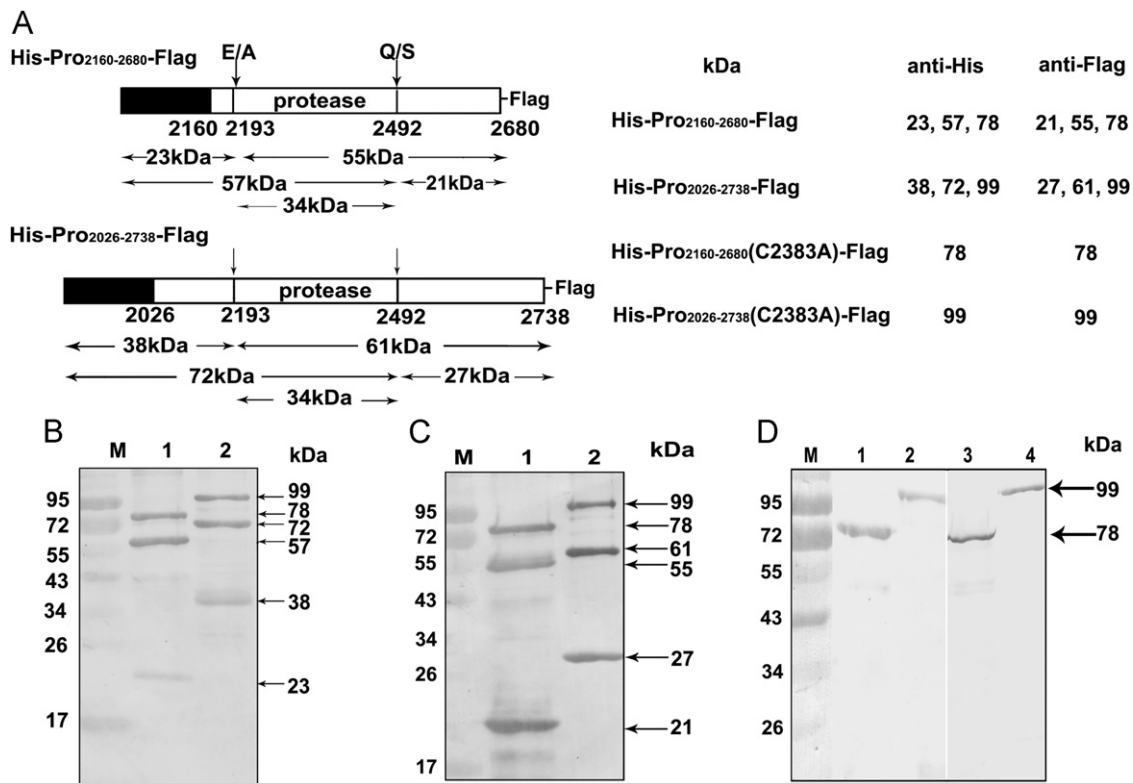 A
E/A Q/S
His-Pro2160-2680-Flag
protease -Flag
2160 2193 2492 2680
23kDa 55kDa
57kDa 21kDa
34kDa
His-Pro2026-2738-Flag
protease -Flag
2026 2193 2492 2738
38kDa 61kDa
72kDa 27kDa
34kDa
kDa anti-His anti-Flag
His-Pro2160-2680-Flag 23, 57, 78 21, 55, 78
His-Pro2026-2738-Flag 38, 72, 99 27, 61, 99
His-Pro2160-2680(C2383A)-Flag 78 78
His-Pro2026-2738(C2383A)-Flag 99 99
B
M 1 2 kDa
95
72
55
43
34
26
17
99
78
72
57
38
23
C
M 1 2 kDa
95
72
55
43
34
26
17
99
78
61
55
27
21
D
M 1 2 3 4 kDa
95
72
55
43
34
26
99
78